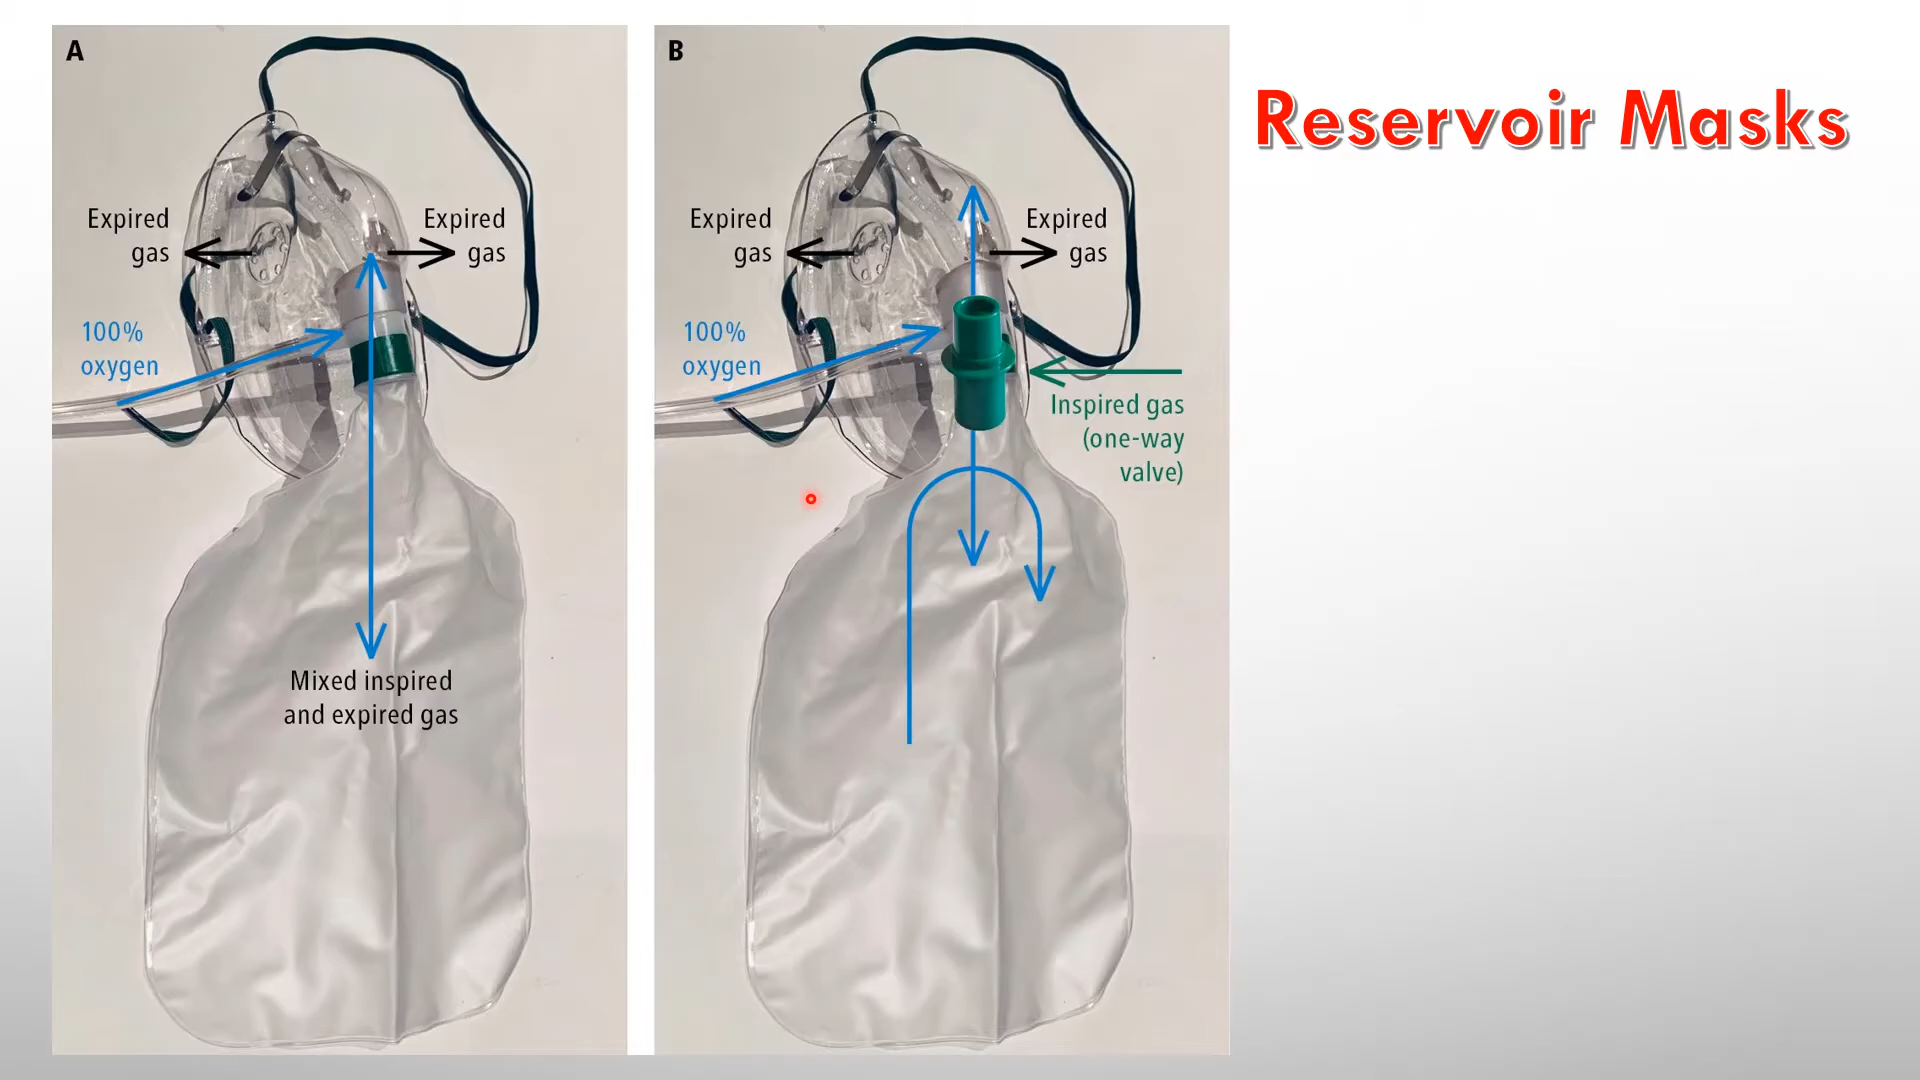 A
Expired
gas
Expired
gas
100%
oxygen
Mixed inspired
and expired gas
B
Expired
gas
Expired
gas
100%
oxygen
Inspired gas
(one-way
valve)
Reservoir Masks